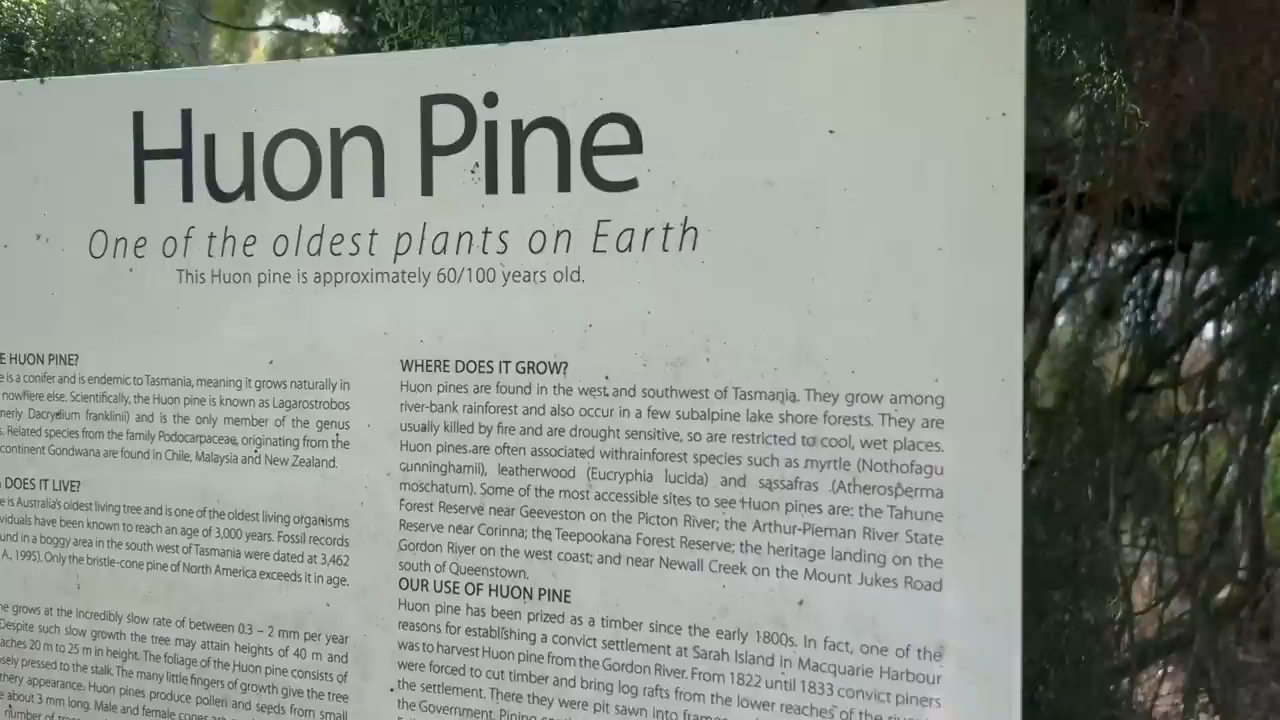 Huon Pine
One of the oldest plants on Earth
This Huon pine is approximately 60/100 years old.
E HUON PINE?
e is a conifer and is endemic to Tasmania, meaning it grows naturally in
nowhere else. Scientifically, the Huon pine is known as Lagarostrobos
merly Dacrydium franklinii) and is the only member of the genus
s. Related species from the family Podocarpaceae, originating from the
continent Gondwana are found in Chile, Malaysia and New Zealand.
DOES IT LIVE?
e is Australia's oldest living tree and is one of the oldest living organisms
viduals have been known to reach an age of 3,000 years. Fossil records
und in a boggy area in the south west of Tasmania were dated at 3,462
A, 1995). Only the bristle-cone pine of North America exceeds it in age.
ne grows at the incredibly slow rate of between 0.3 – 2 mm per year
Despite such slow growth the tree may attain heights of 40 m and
aches 20 m to 25 m in height. The foliage of the Huon pine consists of
sely pressed to the stalk. The many little fingers of growth give the tree
thery appearance. Huon pines produce pollen and seeds from small
e about 3 mm long. Male and female cones are
number of trees
WHERE DOES IT GROW?
Huon pines are found in the west and southwest of Tasmania. They grow among
river-bank rainforest and also occur in a few subalpine lake shore forests. They are
usually killed by fire and are drought sensitive, so are restricted to cool, wet places.
Huon pines are often associated withrainforest species such as myrtle (Nothofagu
cunninghamii), leatherwood (Eucryphia lucida) and sassafras (Atherosperma
moschatum). Some of the most accessible sites to see Huon pines are: the Tahune
Forest Reserve near Geeveston on the Picton River; the Arthur-Pieman River State
Reserve near Corinna; the Teepookana Forest Reserve; the heritage landing on the
Gordon River on the west coast; and near Newall Creek on the Mount Jukes Road
south of Queenstown.
OUR USE OF HUON PINE
Huon pine has been prized as a timber since the early 1800s. In fact, one of the
reasons for establishing a convict settlement at Sarah Island in Macquarie Harbour
was to harvest Huon pine from the Gordon River. From 1822 until 1833 convict piners
were forced to cut timber and bring log rafts from the lower reaches of the river
the settlement. There they were pit sawn into frames
the Government. Pining